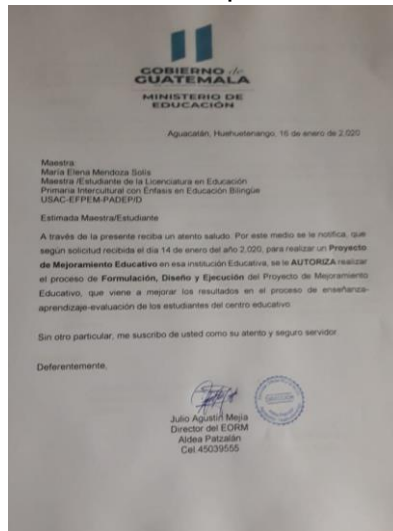 GOBIERNO de
GUATEMALA
MINISTERIO DE
EDUCACIÓN
Aguacatán, Huehuetenango, 16 de enero de 2,020
Maestra:
María Elena Mendoza Solis
Maestra /Estudiante de la Licenciatura en Educación
Primaria Intercultural con Énfasis en Educación Bilingüe
USAC-EFPEM-PADEP/D
Estimada Maestra/Estudiante
A través de la presente reciba un atento saludo. Por este medio se le notifica, que
según solicitud recibida el día 14 de enero del año 2,020, para realizar un Proyecto
de Mejoramiento Educativo en esa institución Educativa, se le AUTORIZA realizar
el proceso de Formulación, Diseño y Ejecución del Proyecto de Mejoramiento
Educativo, que viene a mejorar los resultados en el proceso de enseñanza-
aprendizaje-evaluación de los estudiantes del centro educativo.
Sin otro particular, me suscribo de usted como su atento y seguro servidor.
Deferentemente,
Julio Agustín Mejía
Director del EORM
Aldea Patzalán
Cel.45039555